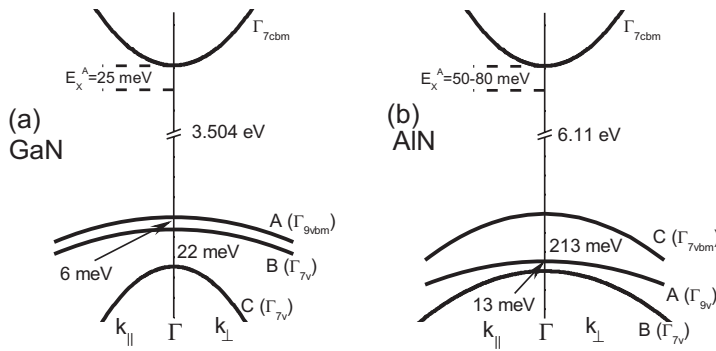 Γ7cbm
E_X^A=25 meV
(a)
GaN
3.504 eV
A (Γ9vbm)
22 meV
B (Γ7v)
6 meV
C (Γ7v)
k||
Γ
k⊥
Γ7cbm
E_X^A=50-80 meV
(b)
AlN
6.11 eV
C (Γ7vbm)
213 meV
A (Γ9v)
13 meV
B (Γ7v)
k||
Γ
k⊥